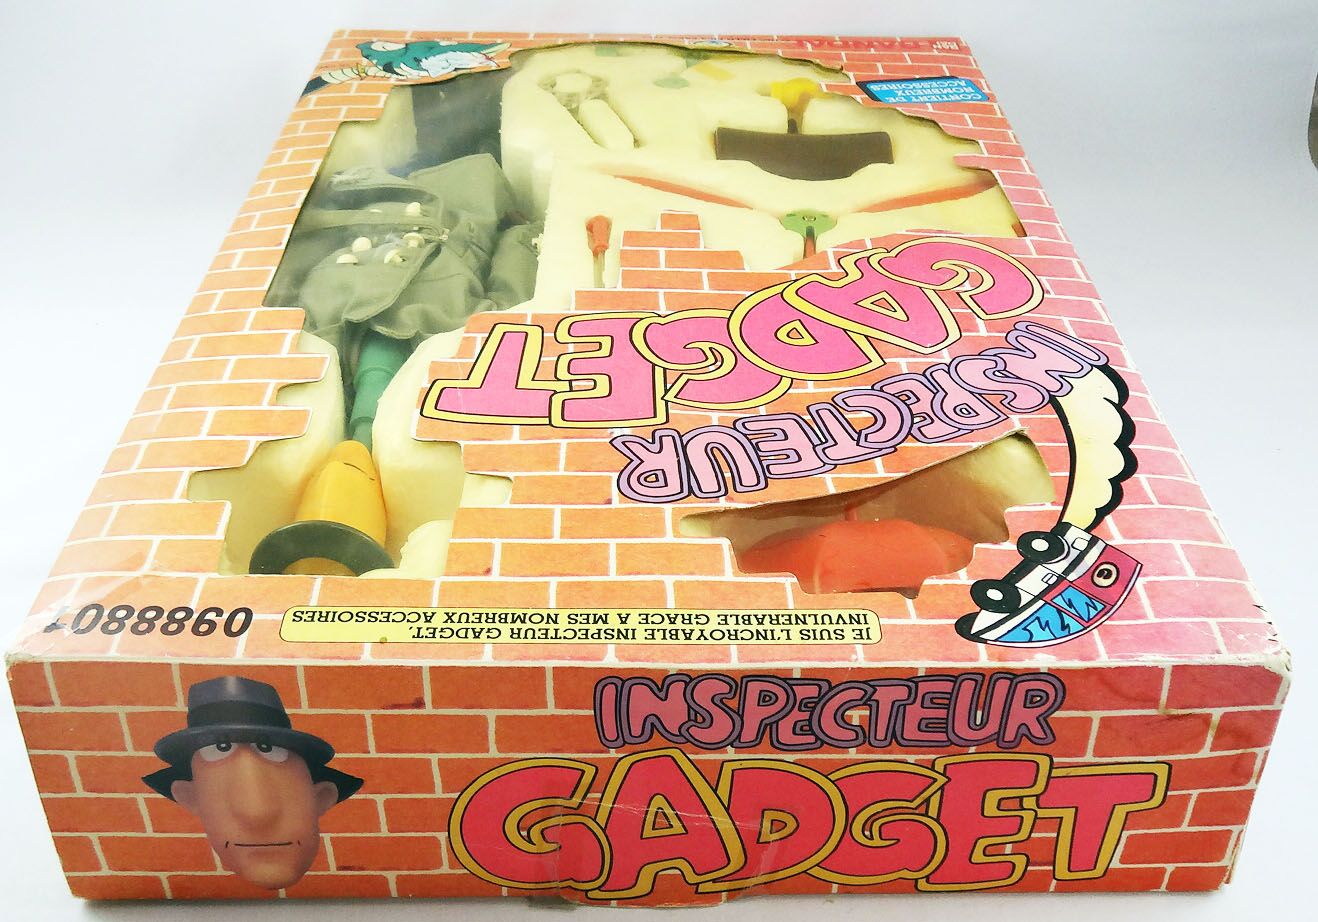 INSPECTEUR
GADGET
JE SUIS L'INCROYABLE INSPECTEUR GADGET.
INVULNERABLE GRACE A MES NOMBREUX ACCESSOIRES
0988801
G
INSPECTEUR
GADGET
CONTIENT DE
NOMBREUX
ACCESSOIRES